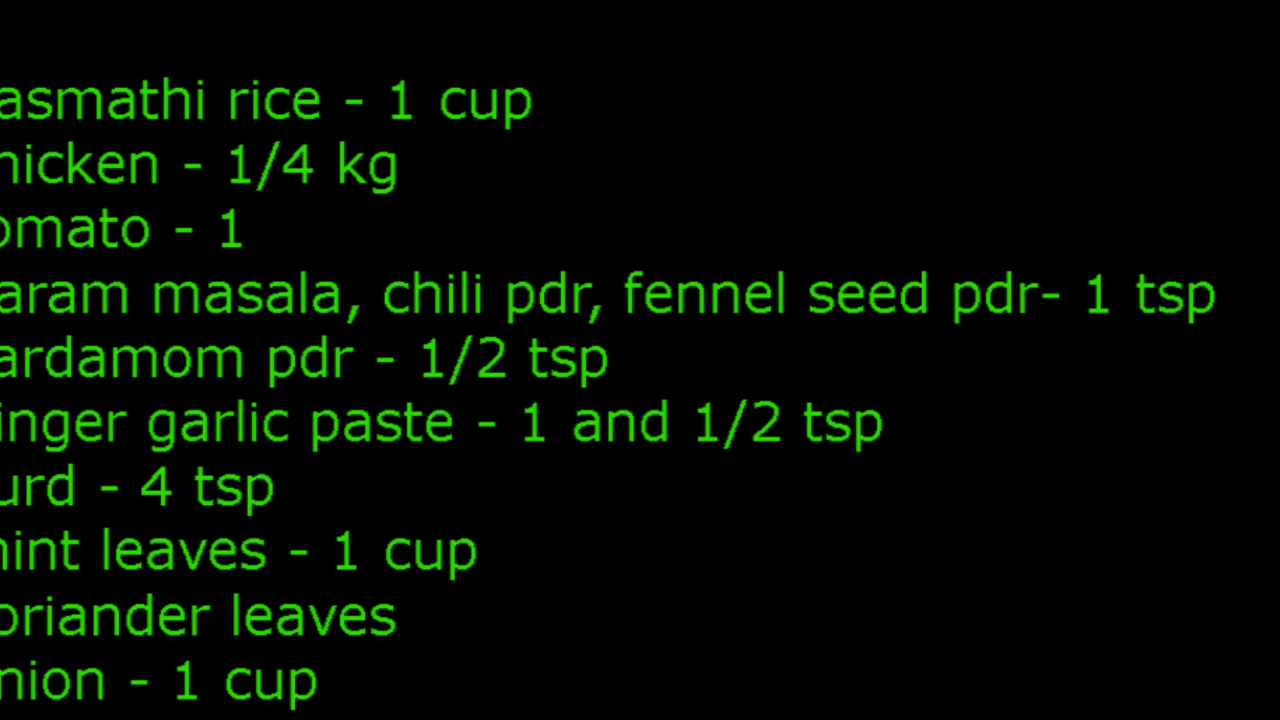 asmathi rice - 1 cup
hicken - 1/4 kg
omato - 1
aram masala, chili pdr, fennel seed pdr- 1 tsp
ardamom pdr - 1/2 tsp
inger garlic paste - 1 and 1/2 tsp
urd - 4 tsp
mint leaves - 1 cup
oriander leaves
nion - 1 cup